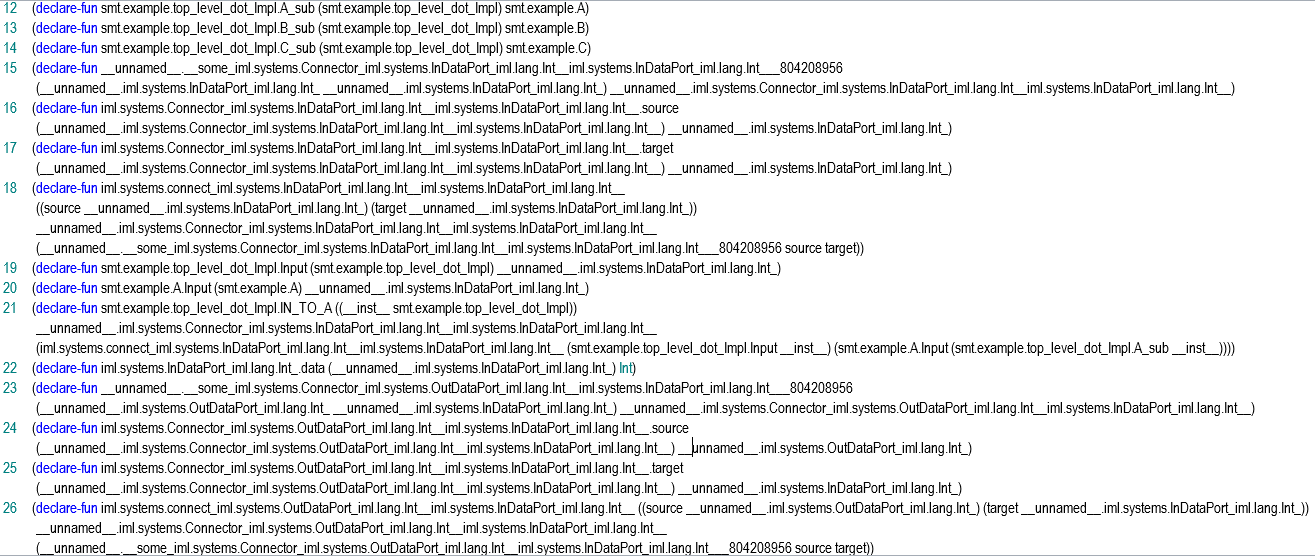 12 (declare-fun smt.example.top_level_dot_Impl.A_sub (smt.example.top_level_dot_Impl) smt.example.A)
13 (declare-fun smt.example.top_level_dot_Impl.B_sub (smt.example.top_level_dot_Impl) smt.example.B)
14 (declare-fun smt.example.top_level_dot_Impl.C_sub (smt.example.top_level_dot_Impl) smt.example.C)
15 (declare-fun __unnamed__.__some_iml.systems.Connector_iml.systems.InDataPort_iml.lang.Int__iml.systems.InDataPort_iml.lang.Int___804208956
(__unnamed__.iml.systems.InDataPort_iml.lang.Int_ __unnamed__.iml.systems.InDataPort_iml.lang.Int_) __unnamed__.iml.systems.Connector_iml.systems.InDataPort_iml.lang.Int__iml.systems.InDataPort_iml.lang.Int__)
16 (declare-fun iml.systems.Connector_iml.systems.InDataPort_iml.lang.Int__iml.systems.InDataPort_iml.lang.Int__.source
(__unnamed__.iml.systems.Connector_iml.systems.InDataPort_iml.lang.Int__iml.systems.InDataPort_iml.lang.Int__) __unnamed__.iml.systems.InDataPort_iml.lang.Int_)
17 (declare-fun iml.systems.Connector_iml.systems.InDataPort_iml.lang.Int__iml.systems.InDataPort_iml.lang.Int__.target
(__unnamed__.iml.systems.Connector_iml.systems.InDataPort_iml.lang.Int__iml.systems.InDataPort_iml.lang.Int__) __unnamed__.iml.systems.InDataPort_iml.lang.Int_)
18 (declare-fun iml.systems.connect_iml.systems.InDataPort_iml.lang.Int__iml.systems.InDataPort_iml.lang.Int__
((source __unnamed__.iml.systems.InDataPort_iml.lang.Int_) (target __unnamed__.iml.systems.InDataPort_iml.lang.Int_))
__unnamed__.iml.systems.Connector_iml.systems.InDataPort_iml.lang.Int__iml.systems.InDataPort_iml.lang.Int__
(__unnamed__.__some_iml.systems.Connector_iml.systems.InDataPort_iml.lang.Int__iml.systems.InDataPort_iml.lang.Int___804208956 source target))
19 (declare-fun smt.example.top_level_dot_Impl.Input (smt.example.top_level_dot_Impl) __unnamed__.iml.systems.InDataPort_iml.lang.Int_)
20 (declare-fun smt.example.A.Input (smt.example.A) __unnamed__.iml.systems.InDataPort_iml.lang.Int_)
21 (declare-fun smt.example.top_level_dot_Impl.IN_TO_A ((__inst__ smt.example.top_level_dot_Impl))
__unnamed__.iml.systems.Connector_iml.systems.InDataPort_iml.lang.Int__iml.systems.InDataPort_iml.lang.Int__
(iml.systems.connect_iml.systems.InDataPort_iml.lang.Int__iml.systems.InDataPort_iml.lang.Int__ (smt.example.top_level_dot_Impl.Input __inst__) (smt.example.A.Input (smt.example.top_level_dot_Impl.A_sub __inst__))))
22 (declare-fun iml.systems.InDataPort_iml.lang.Int_.data (__unnamed__.iml.systems.InDataPort_iml.lang.Int_) Int)
23 (declare-fun __unnamed__.__some_iml.systems.Connector_iml.systems.OutDataPort_iml.lang.Int__iml.systems.InDataPort_iml.lang.Int___804208956
(__unnamed__.iml.systems.OutDataPort_iml.lang.Int_ __unnamed__.iml.systems.InDataPort_iml.lang.Int_) __unnamed__.iml.systems.Connector_iml.systems.OutDataPort_iml.lang.Int__iml.systems.InDataPort_iml.lang.Int__)
24 (declare-fun iml.systems.Connector_iml.systems.OutDataPort_iml.lang.Int__iml.systems.InDataPort_iml.lang.Int__.source
(__unnamed__.iml.systems.Connector_iml.systems.OutDataPort_iml.lang.Int__iml.systems.InDataPort_iml.lang.Int__) __unnamed__.iml.systems.OutDataPort_iml.lang.Int_)
25 (declare-fun iml.systems.Connector_iml.systems.OutDataPort_iml.lang.Int__iml.systems.InDataPort_iml.lang.Int__.target
(__unnamed__.iml.systems.Connector_iml.systems.OutDataPort_iml.lang.Int__iml.systems.InDataPort_iml.lang.Int__) __unnamed__.iml.systems.InDataPort_iml.lang.Int_)
26 (declare-fun iml.systems.connect_iml.systems.OutDataPort_iml.lang.Int__iml.systems.InDataPort_iml.lang.Int__ ((source __unnamed__.iml.systems.OutDataPort_iml.lang.Int_) (target __unnamed__.iml.systems.InDataPort_iml.lang.Int_))
__unnamed__.iml.systems.Connector_iml.systems.OutDataPort_iml.lang.Int__iml.systems.InDataPort_iml.lang.Int__
(__unnamed__.__some_iml.systems.Connector_iml.systems.OutDataPort_iml.lang.Int__iml.systems.InDataPort_iml.lang.Int___804208956 source target))